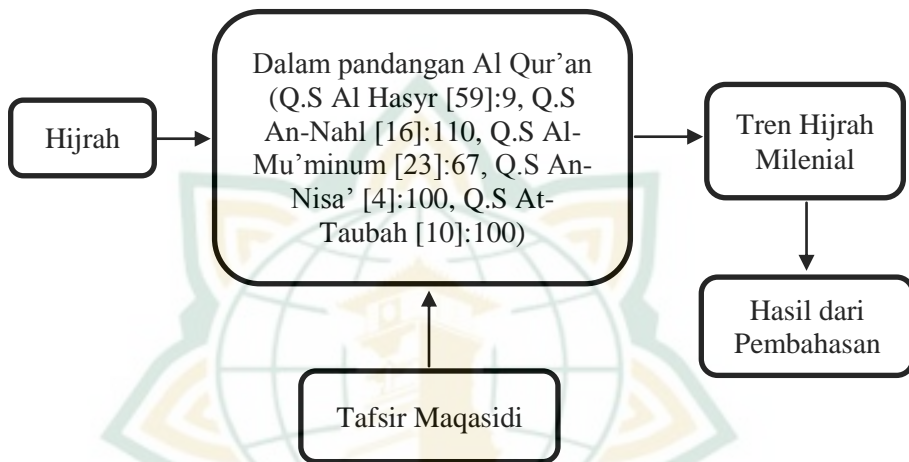 Hijrah
Dalam pandangan Al Qur'an
(Q.S Al Hasyr [59]:9, Q.S
An-Nahl [16]:110, Q.S Al-
Mu'minum [23]:67, Q.S An-
Nisa' [4]:100, Q.S At-
Taubah [10]:100)
Tren Hijrah
Milenial
Hasil dari
Pembahasan
Tafsir Maqasidi